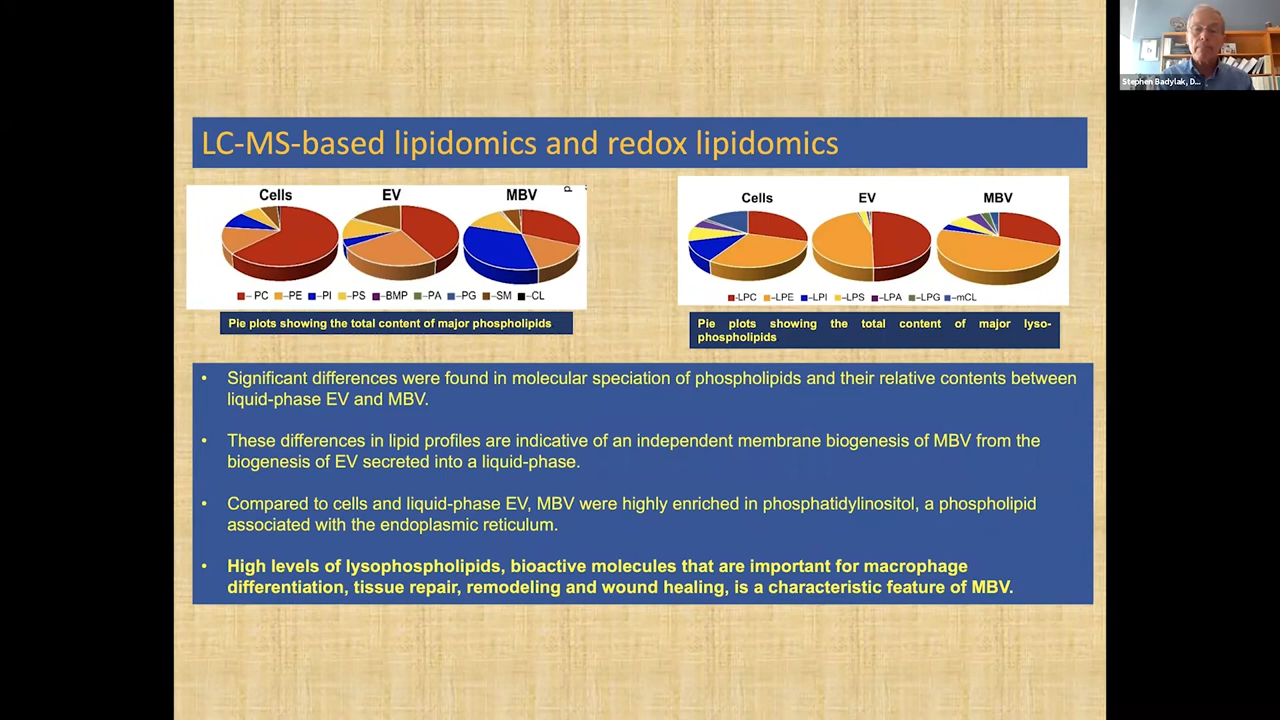 Stephen Badylak, D...
LC-MS-based lipidomics and redox lipidomics
Cells EV MBV
PC PE PI PS BMP PA PG SM CL
Pie plots showing the total content of major phospholipids
Cells EV MBV
LPC LPE LPI LPS LPA LPG mCL
Pie plots showing the total content of major lyso-
phospholipids
• Significant differences were found in molecular speciation of phospholipids and their relative contents between
liquid-phase EV and MBV.
• These differences in lipid profiles are indicative of an independent membrane biogenesis of MBV from the
biogenesis of EV secreted into a liquid-phase.
• Compared to cells and liquid-phase EV, MBV were highly enriched in phosphatidylinositol, a phospholipid
associated with the endoplasmic reticulum.
• High levels of lysophospholipids, bioactive molecules that are important for macrophage
differentiation, tissue repair, remodeling and wound healing, is a characteristic feature of MBV.